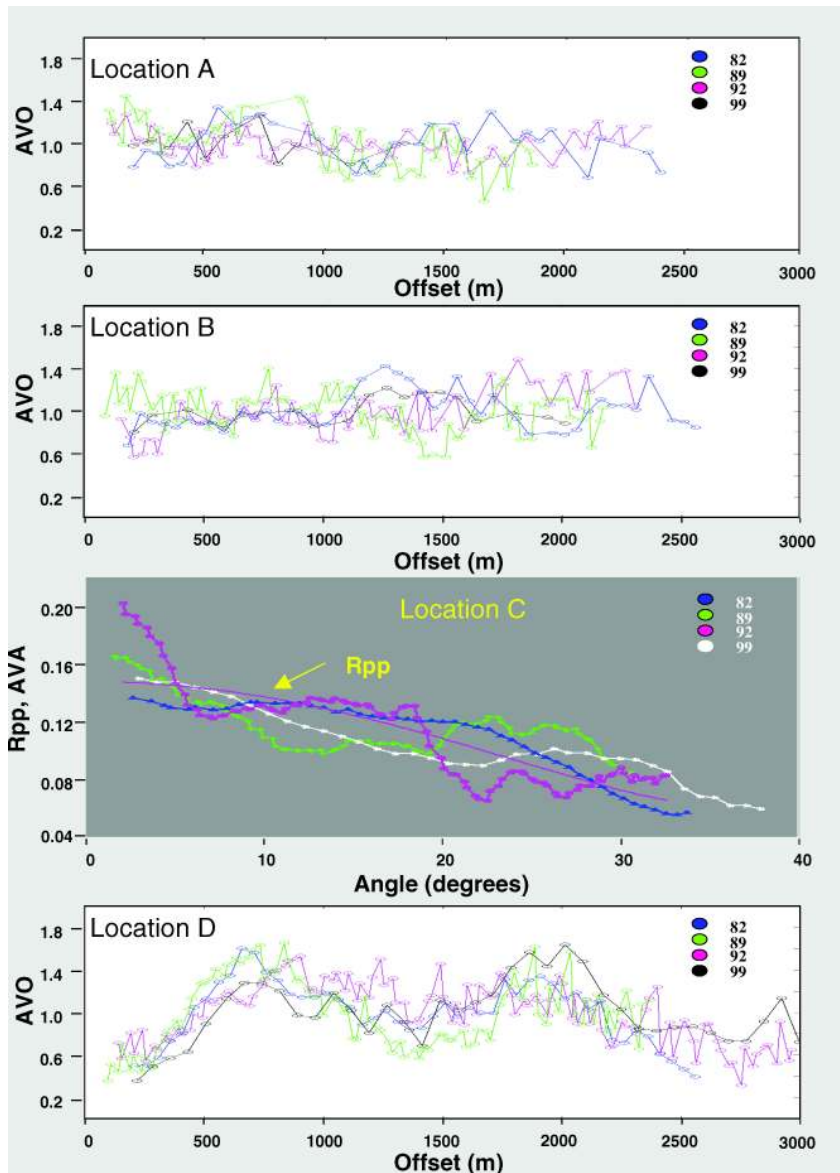 Location A
AVO
1.8
1.4
1.0
0.6
0.2
82
89
92
99
0 500 1000 1500 2000 2500 3000
Offset (m)
Location B
AVO
1.8
1.4
1.0
0.6
0.2
82
89
92
99
0 500 1000 1500 2000 2500 3000
Offset (m)
Location C
Rpp, AVA
0.20
0.16
0.12
0.08
0.04
Rpp
82
89
92
99
0 10 20 30 40
Angle (degrees)
Location D
AVO
1.8
1.4
1.0
0.6
0.2
82
89
92
99
0 500 1000 1500 2000 2500 3000
Offset (m)